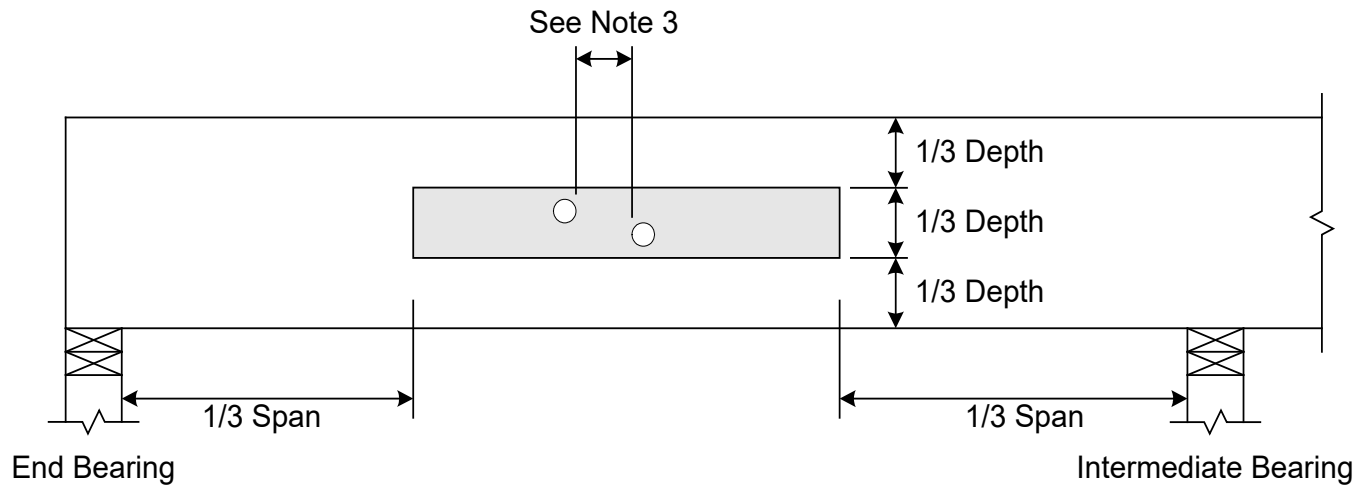 See Note 3
1/3 Depth
1/3 Depth
1/3 Depth
1/3 Span
1/3 Span
End Bearing
Intermediate Bearing